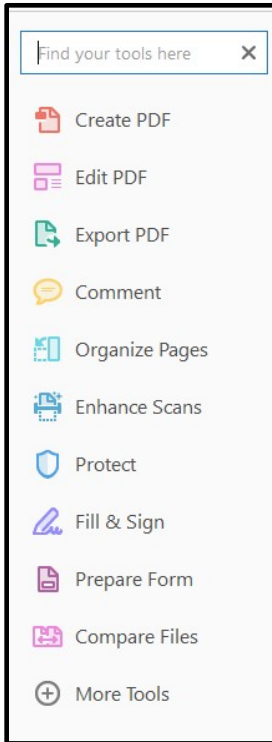 Find your tools here
Create PDF
Edit PDF
Export PDF
Comment
Organize Pages
Enhance Scans
Protect
Fill & Sign
Prepare Form
Compare Files
More Tools